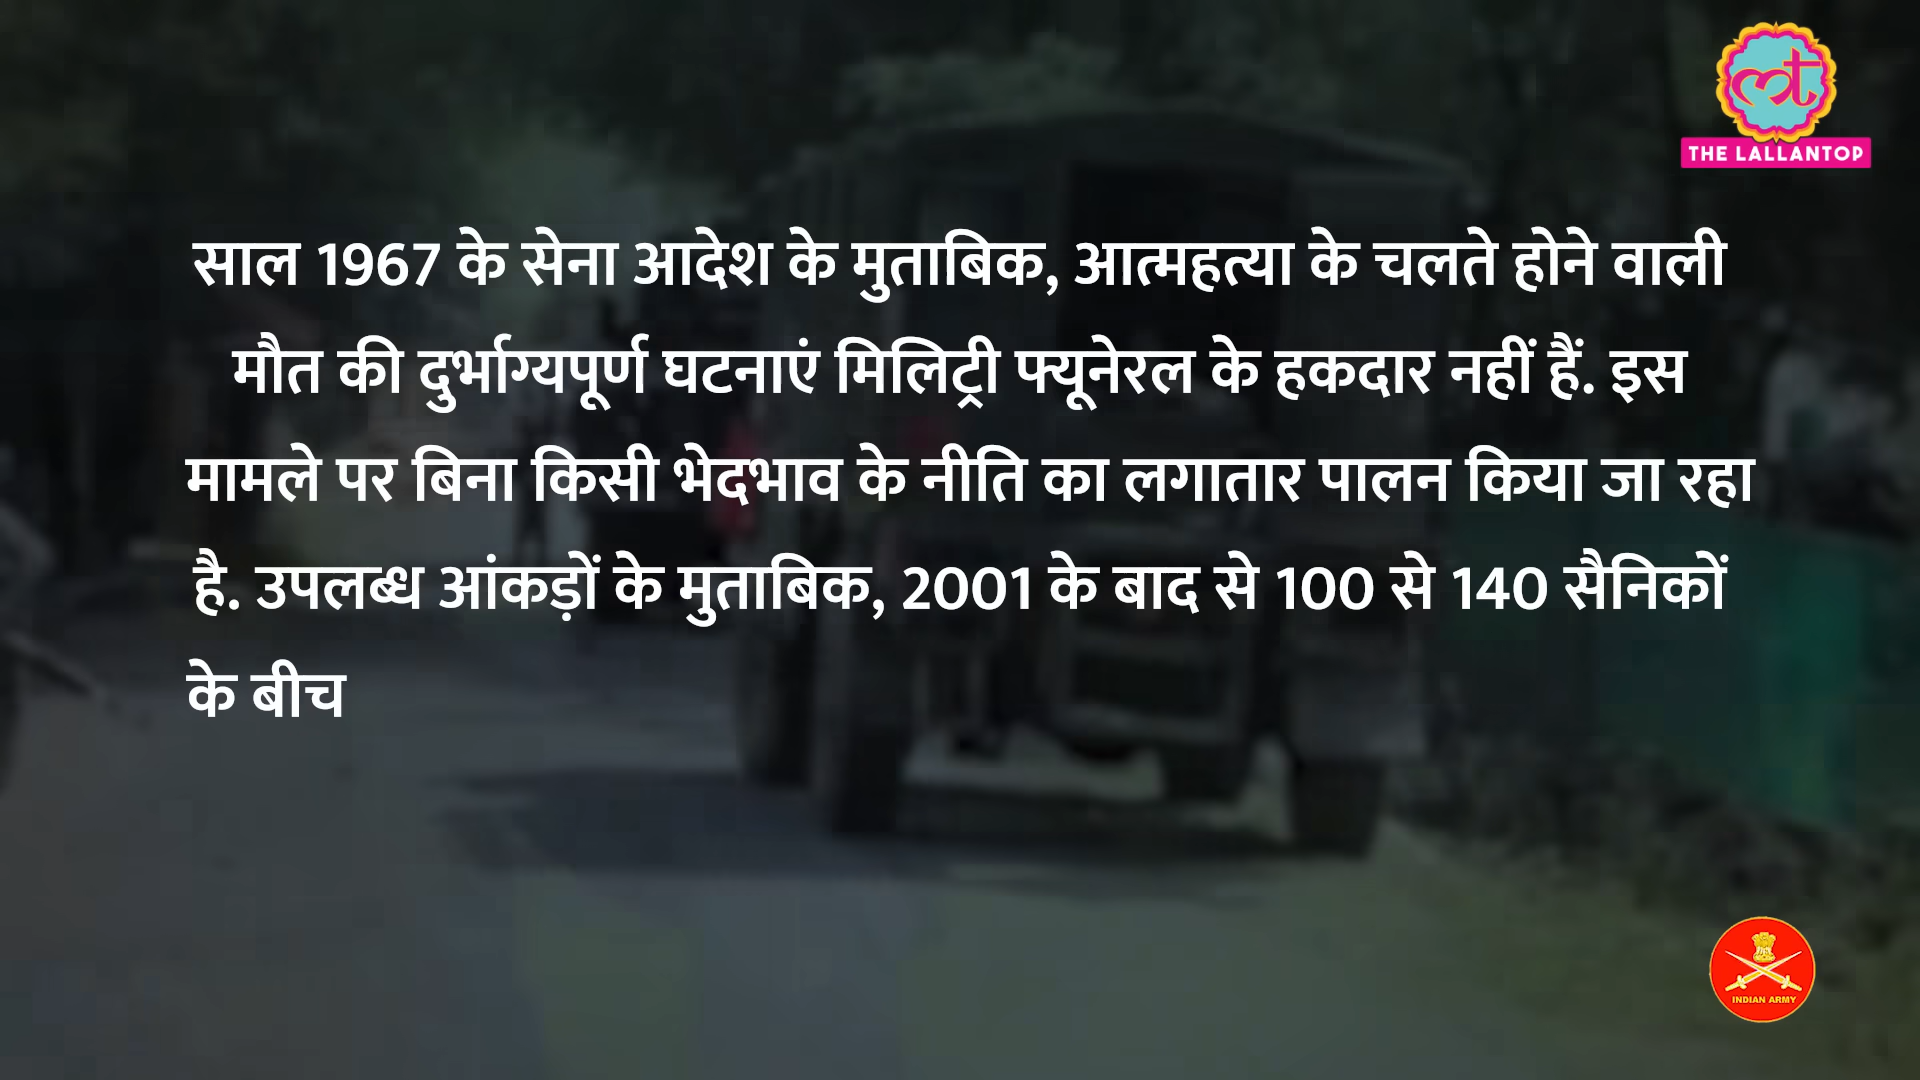 THE LALLANTOP
साल 1967 के सेना आदेश के मुताबिक, आत्महत्या के चलते होने वाली
मौत की दुर्भाग्यपूर्ण घटनाएं मिलिट्री फ्यूनेरल के हकदार नहीं हैं. इस
मामले पर बिना किसी भेदभाव के नीति का लगातार पालन किया जा रहा
है. उपलब्ध आंकड़ों के मुताबिक, 2001 के बाद से 100 से 140 सैनिकों
के बीच
INDIAN ARMY